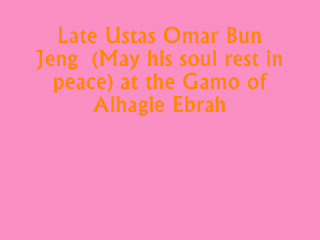 Late Ustas Omar Bun
Jeng (May his soul rest in
peace) at the Gamo of
Alhagie Ebrah